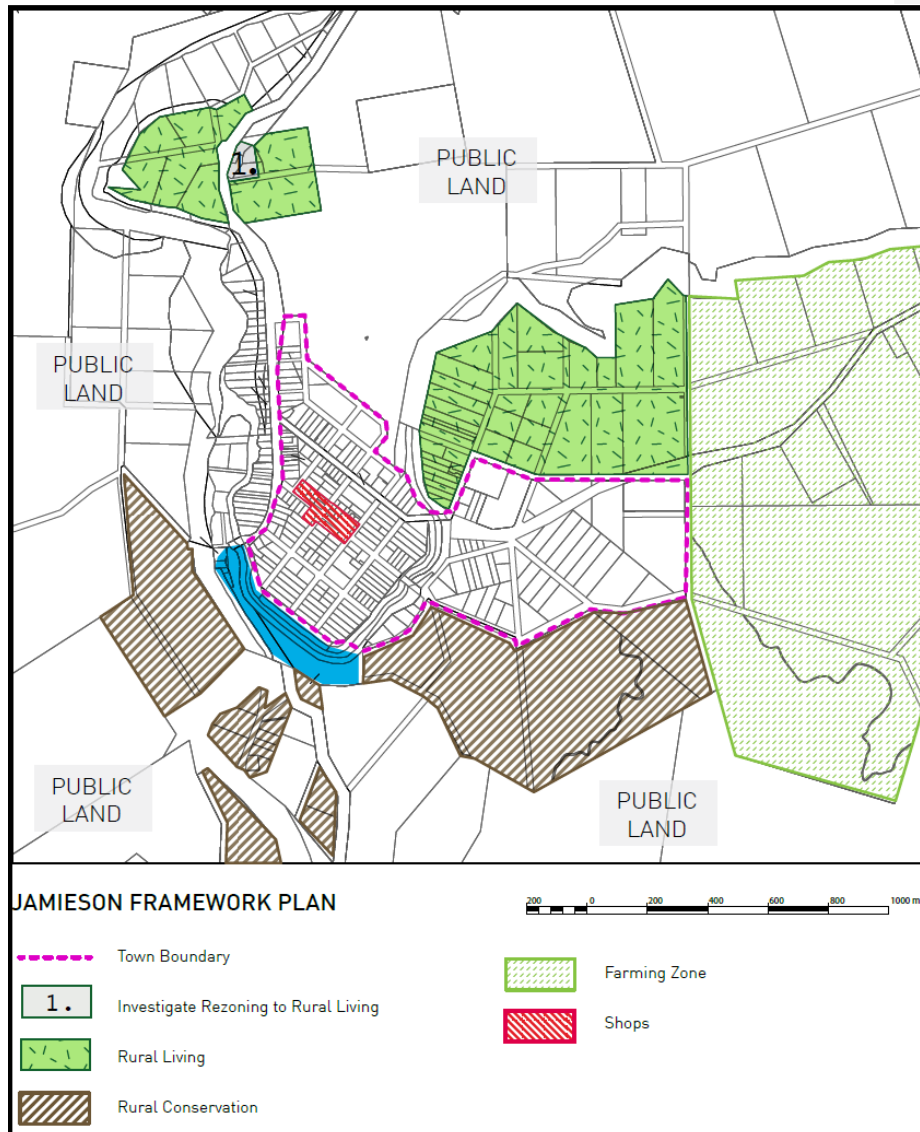 1.
PUBLIC
LAND
PUBLIC
LAND
PUBLIC
LAND
PUBLIC
LAND
JAMIESON FRAMEWORK PLAN
200 0 200 400 600 800 1000 m
Town Boundary
1. Investigate Rezoning to Rural Living
Rural Living
Rural Conservation
Farming Zone
Shops